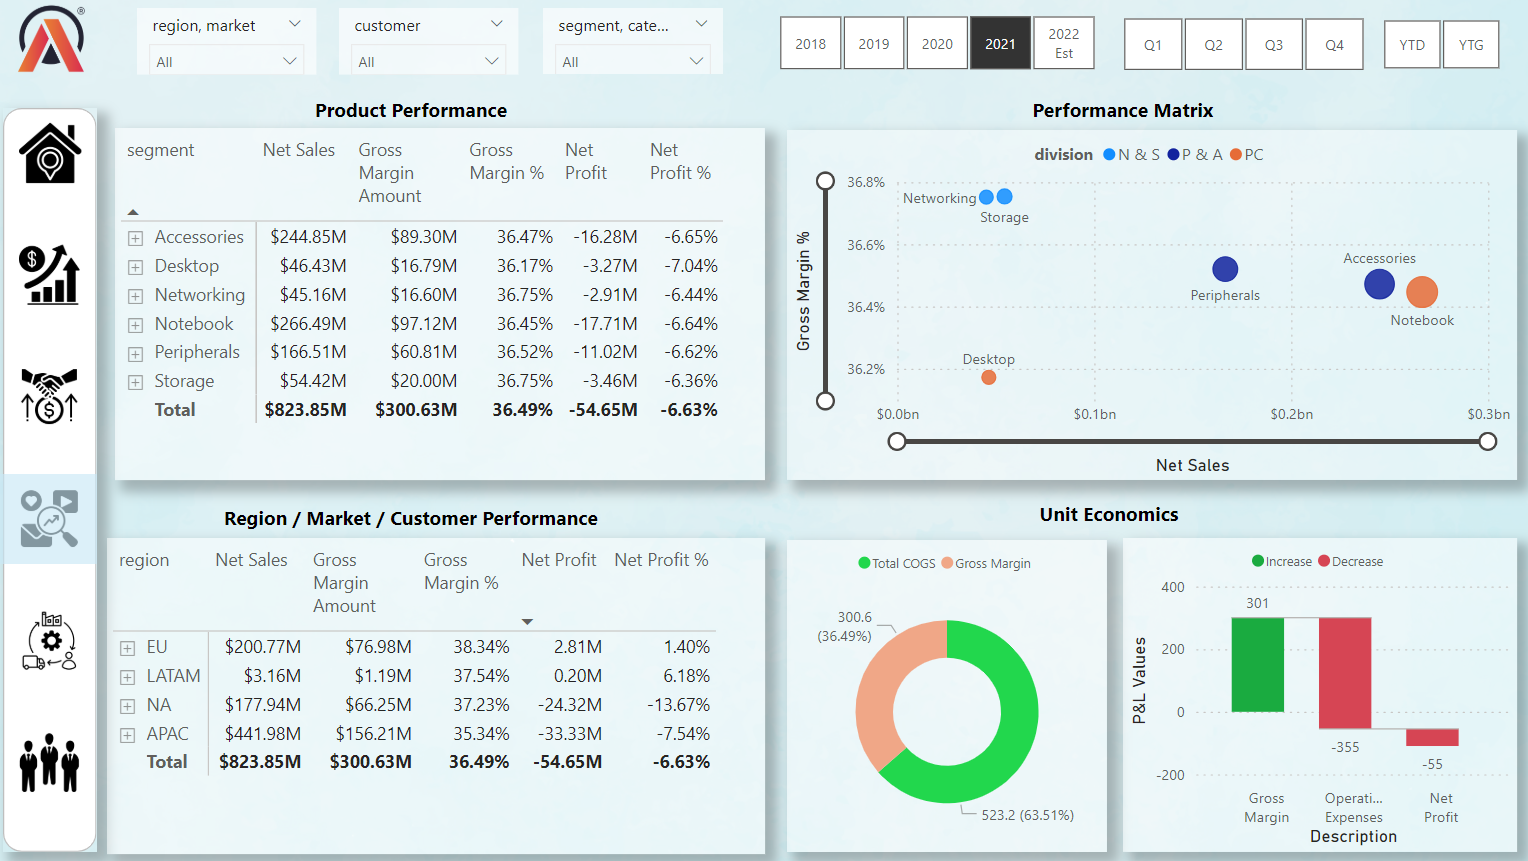 ®
region, market
All
customer
All
segment, cate...
All
2018
2019
2020
2021
2022
Est
Q1
Q2
Q3
Q4
YTD
YTG
Product Performance
segment Net Sales Gross Margin Amount Gross Margin % Net Profit Net Profit %
Accessories $244.85M $89.30M 36.47% -16.28M -6.65%
Desktop $46.43M $16.79M 36.17% -3.27M -7.04%
Networking $45.16M $16.60M 36.75% -2.91M -6.44%
Notebook $266.49M $97.12M 36.45% -17.71M -6.64%
Peripherals $166.51M $60.81M 36.52% -11.02M -6.62%
Storage $54.42M $20.00M 36.75% -3.46M -6.36%
Total $823.85M $300.63M 36.49% -54.65M -6.63%
Performance Matrix
division N & S P & A PC
Gross Margin %
36.8%
36.6%
36.4%
36.2%
Networking
Storage
Accessories
Peripherals
Notebook
Desktop
$0.0bn $0.1bn $0.2bn $0.3bn
Net Sales
Region / Market / Customer Performance
region Net Sales Gross Margin Amount Gross Margin % Net Profit Net Profit %
EU $200.77M $76.98M 38.34% 2.81M 1.40%
LATAM $3.16M $1.19M 37.54% 0.20M 6.18%
NA $177.94M $66.25M 37.23% -24.32M -13.67%
APAC $441.98M $156.21M 35.34% -33.33M -7.54%
Total $823.85M $300.63M 36.49% -54.65M -6.63%
Unit Economics
Total COGS Gross Margin
300.6
(36.49%)
523.2 (63.51%)
Increase Decrease
P&L Values
400
200
0
-200
301
-355
-55
Gross
Margin
Operati...
Expenses
Net
Profit
Description